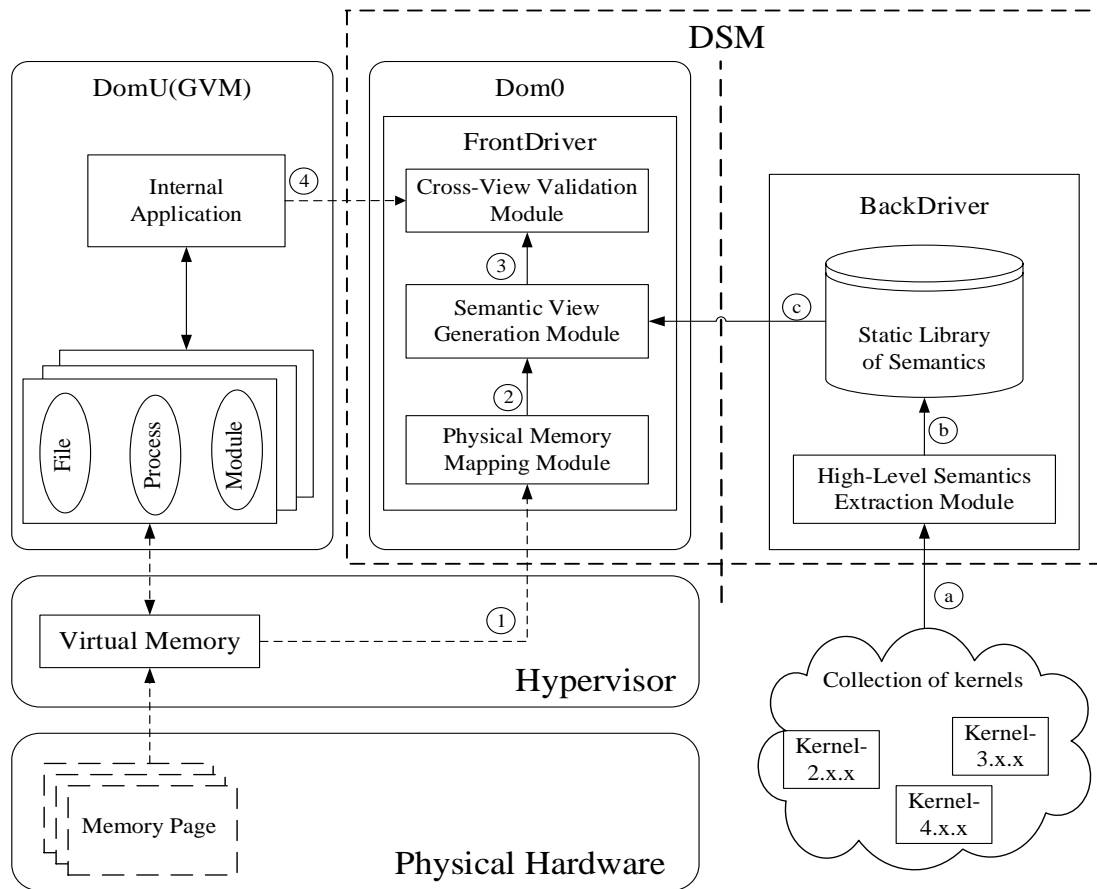 DSM
DomU(GVM)
Dom0
FrontDriver
Internal
Application
4
Cross-View Validation
Module
3
Semantic View
Generation Module
2
Physical Memory
Mapping Module
File
Process
Module
BackDriver
c
Static Library
of Semantics
b
High-Level Semantics
Extraction Module
a
Virtual Memory
1
Hypervisor
Collection of kernels
Kernel-
2.x.x
Kernel-
3.x.x
Kernel-
4.x.x
Memory Page
Physical Hardware